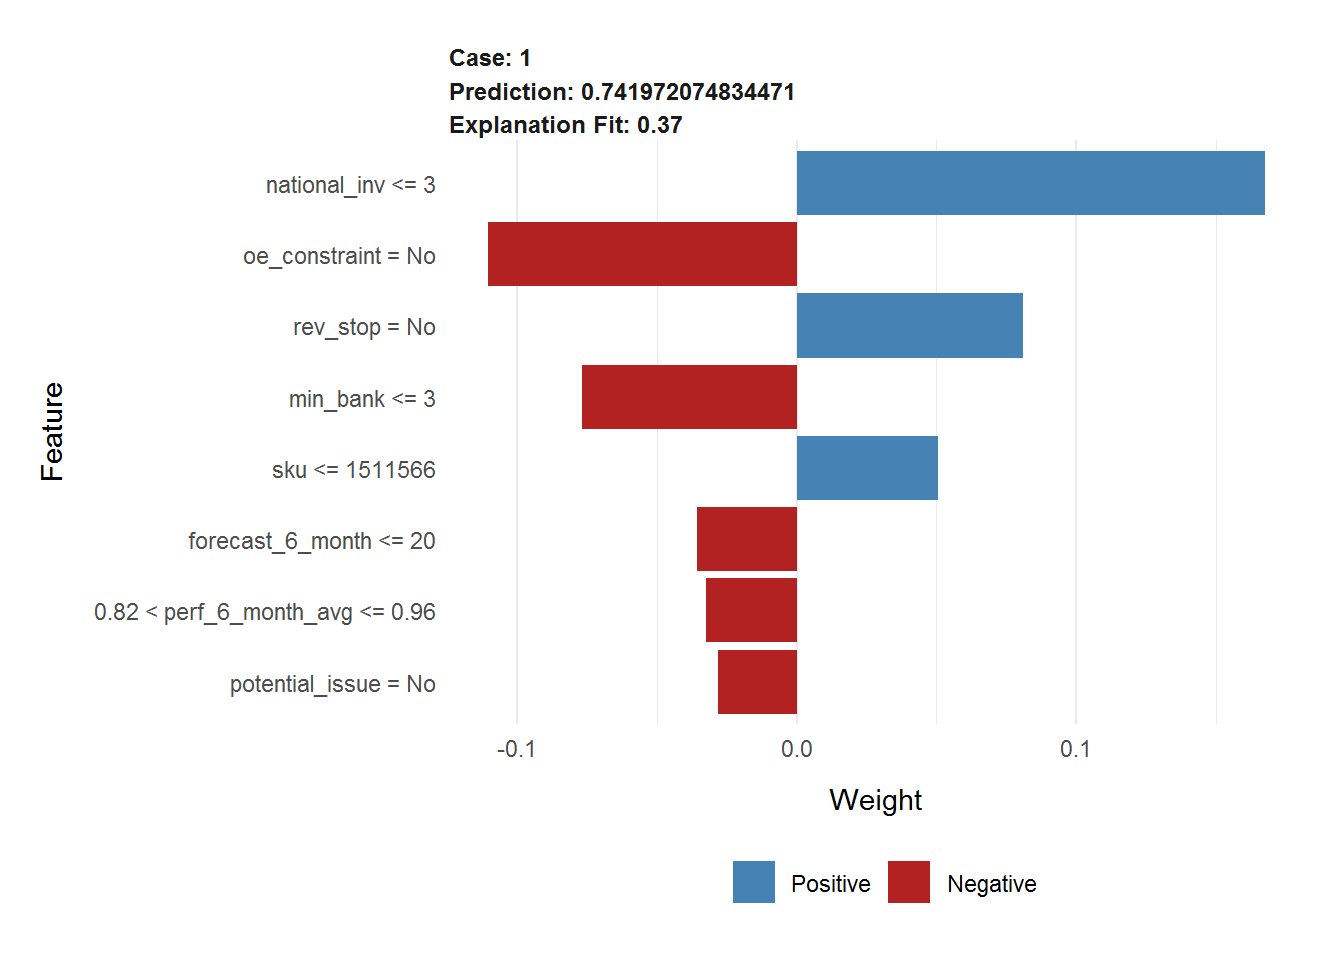 Case: 1
Prediction: 0.741972074834471
Explanation Fit: 0.37
national_inv <= 3
oe_constraint = No
rev_stop = No
min_bank <= 3
sku <= 1511566
forecast_6_month <= 20
0.82 < perf_6_month_avg <= 0.96
potential_issue = No
Feature
-0.1 0.0 0.1
Weight
Positive Negative